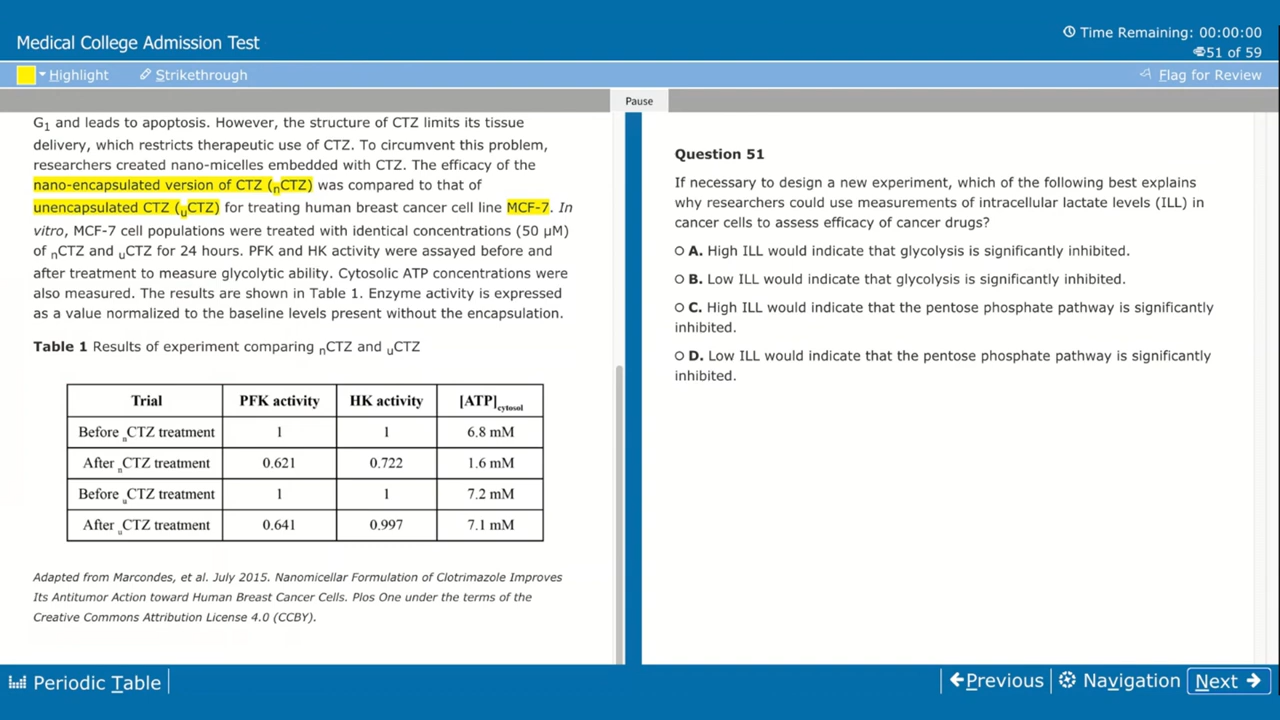 Medical College Admission Test
Time Remaining: 00:00:00
51 of 59
Highlight
Strikethrough
Flag for Review
Pause
G1 and leads to apoptosis. However, the structure of CTZ limits its tissue
delivery, which restricts therapeutic use of CTZ. To circumvent this problem,
researchers created nano-micelles embedded with CTZ. The efficacy of the
nano-encapsulated version of CTZ (nCTZ) was compared to that of
unencapsulated CTZ (uCTZ) for treating human breast cancer cell line MCF-7. In
vitro, MCF-7 cell populations were treated with identical concentrations (50 μM)
of nCTZ and uCTZ for 24 hours. PFK and HK activity were assayed before and
after treatment to measure glycolytic ability. Cytosolic ATP concentrations were
also measured. The results are shown in Table 1. Enzyme activity is expressed
as a value normalized to the baseline levels present without the encapsulation.
Table 1 Results of experiment comparing nCTZ and uCTZ
Trial PFK activity HK activity [ATP]cytosol
Before nCTZ treatment 1 1 6.8 mM
After nCTZ treatment 0.621 0.722 1.6 mM
Before uCTZ treatment 1 1 7.2 mM
After uCTZ treatment 0.641 0.997 7.1 mM
Adapted from Marcondes, et al. July 2015. Nanomicellar Formulation of Clotrimazole Improves
Its Antitumor Action toward Human Breast Cancer Cells. Plos One under the terms of the
Creative Commons Attribution License 4.0 (CCBY).
Question 51
If necessary to design a new experiment, which of the following best explains
why researchers could use measurements of intracellular lactate levels (ILL) in
cancer cells to assess efficacy of cancer drugs?
A. High ILL would indicate that glycolysis is significantly inhibited.
B. Low ILL would indicate that glycolysis is significantly inhibited.
C. High ILL would indicate that the pentose phosphate pathway is significantly
inhibited.
D. Low ILL would indicate that the pentose phosphate pathway is significantly
inhibited.
Periodic Table
Previous
Navigation
Next